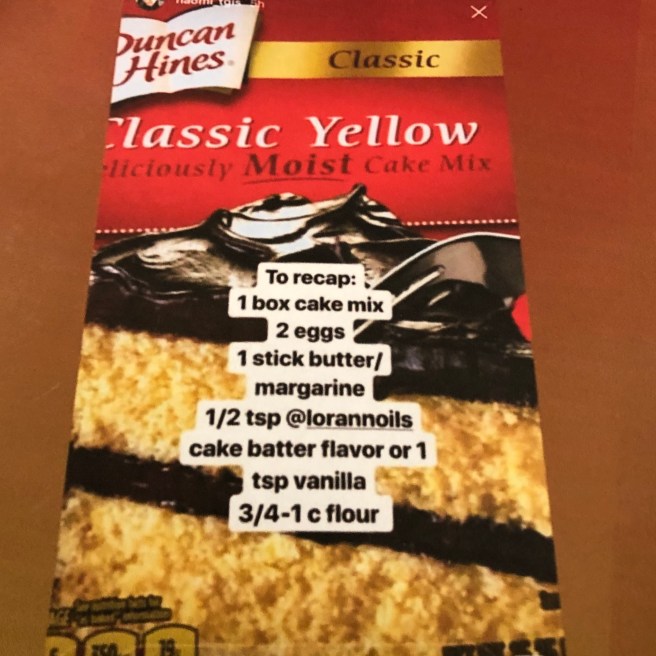 Duncan
Hines
Classic
Classic Yellow
Moist Cake Mix
To recap:
1 box cake mix
2 eggs
1 stick butter/
margarine
1/2 tsp @lorannoils
cake batter flavor or 1
tsp vanilla
3/4-1 c flour